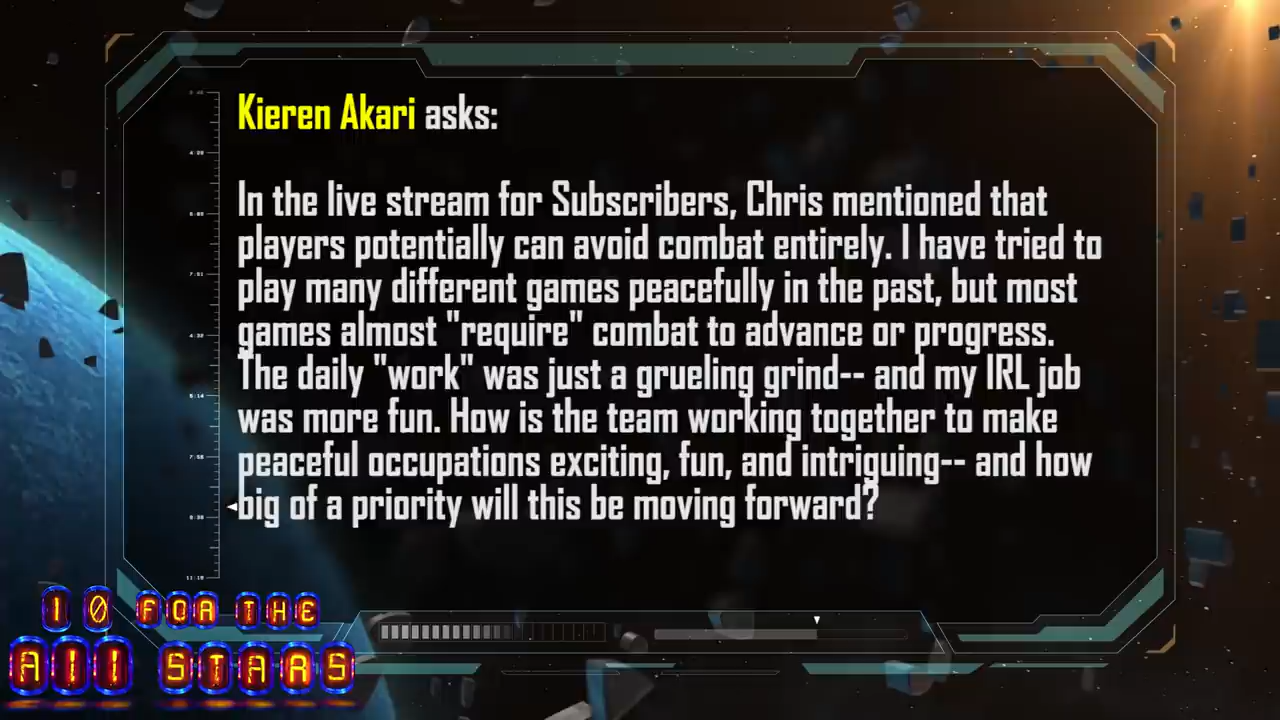 Kieren Akari asks:
In the live stream for Subscribers, Chris mentioned that
players potentially can avoid combat entirely. I have tried to
play many different games peacefully in the past, but most
games almost "require" combat to advance or progress.
The daily "work" was just a grueling grind-- and my IRL job
was more fun. How is the team working together to make
peaceful occupations exciting, fun, and intriguing-- and how
big of a priority will this be moving forward?
10 FOR THE
All STARS